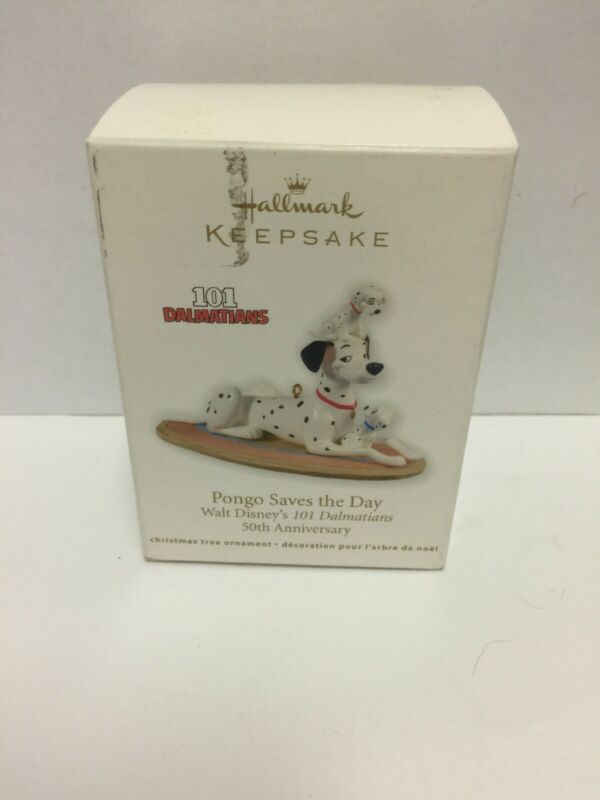 Hallmark
KEEPSAKE
101
DALMATIANS
Pongo Saves the Day
Walt Disney's 101 Dalmatians
50th Anniversary
christmas tree ornament • décoration pour l'arbre de noël